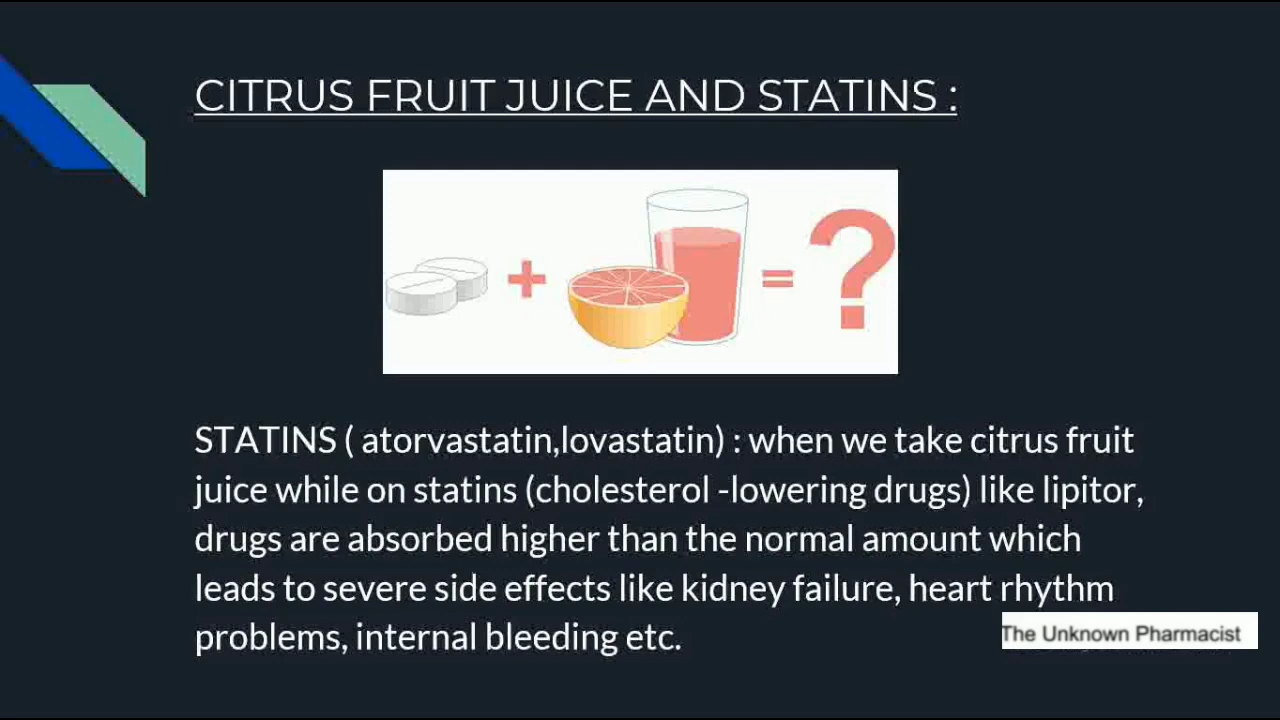 CITRUS FRUIT JUICE AND STATINS :
+ = ?
STATINS ( atorvastatin,lovastatin) : when we take citrus fruit
juice while on statins (cholesterol -lowering drugs) like lipitor,
drugs are absorbed higher than the normal amount which
leads to severe side effects like kidney failure, heart rhythm
problems, internal bleeding etc.
The Unknown Pharmacist